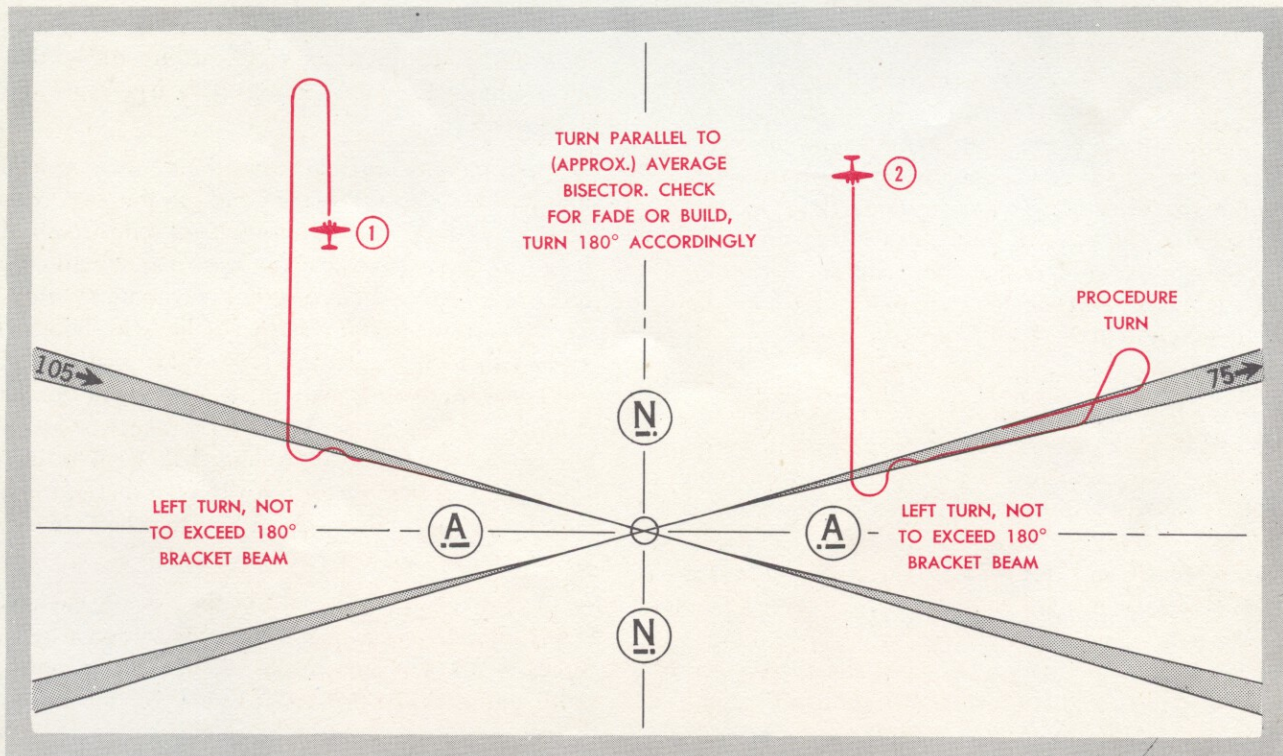 TURN PARALLEL TO
(APPROX.) AVERAGE
BISECTOR. CHECK
FOR FADE OR BUILD,
TURN 180° ACCORDINGLY
1
2
PROCEDURE
TURN
105
75
N
LEFT TURN, NOT
TO EXCEED 180°
BRACKET BEAM
A
A
LEFT TURN, NOT
TO EXCEED 180°
BRACKET BEAM
N